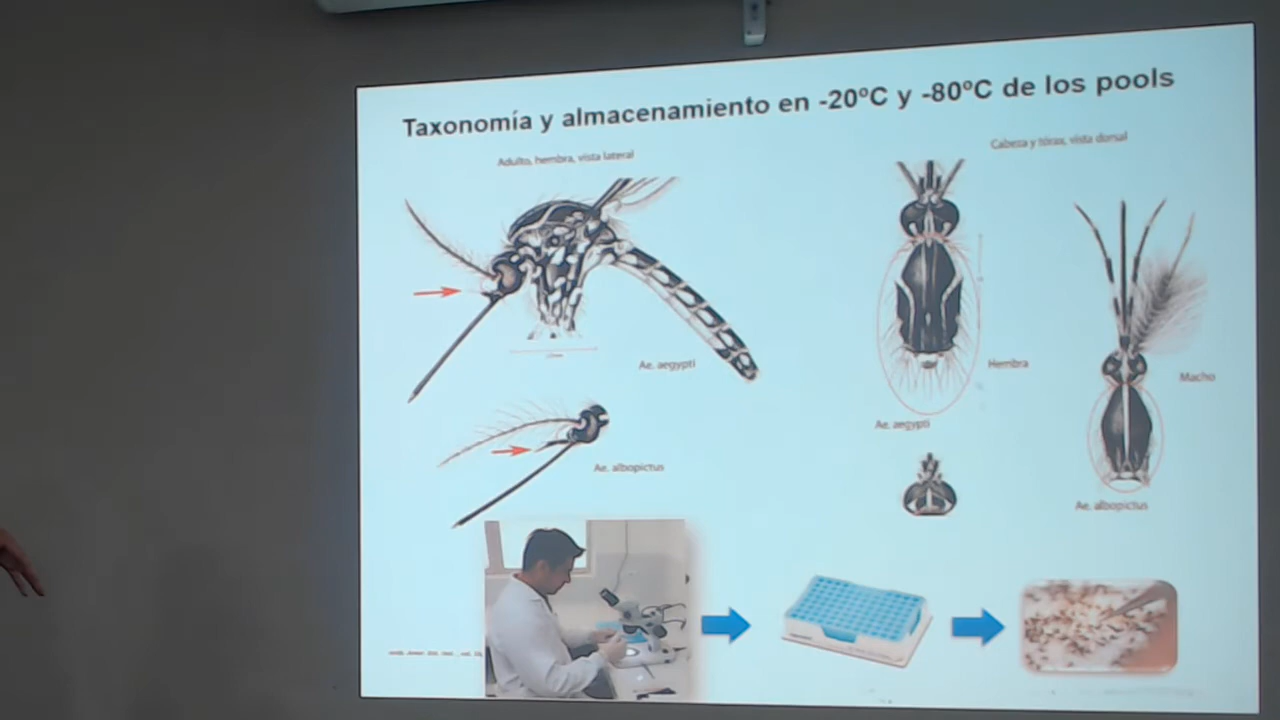 Taxonomía y almacenamiento en -20ºC y -80ºC de los pools
Adulto, hembra, vista lateral
Cabeza y tórax, vista dorsal
Ae. aegypti
Hembra
Macho
Ae. aegypti
Ae. albopictus
Ae. albopictus